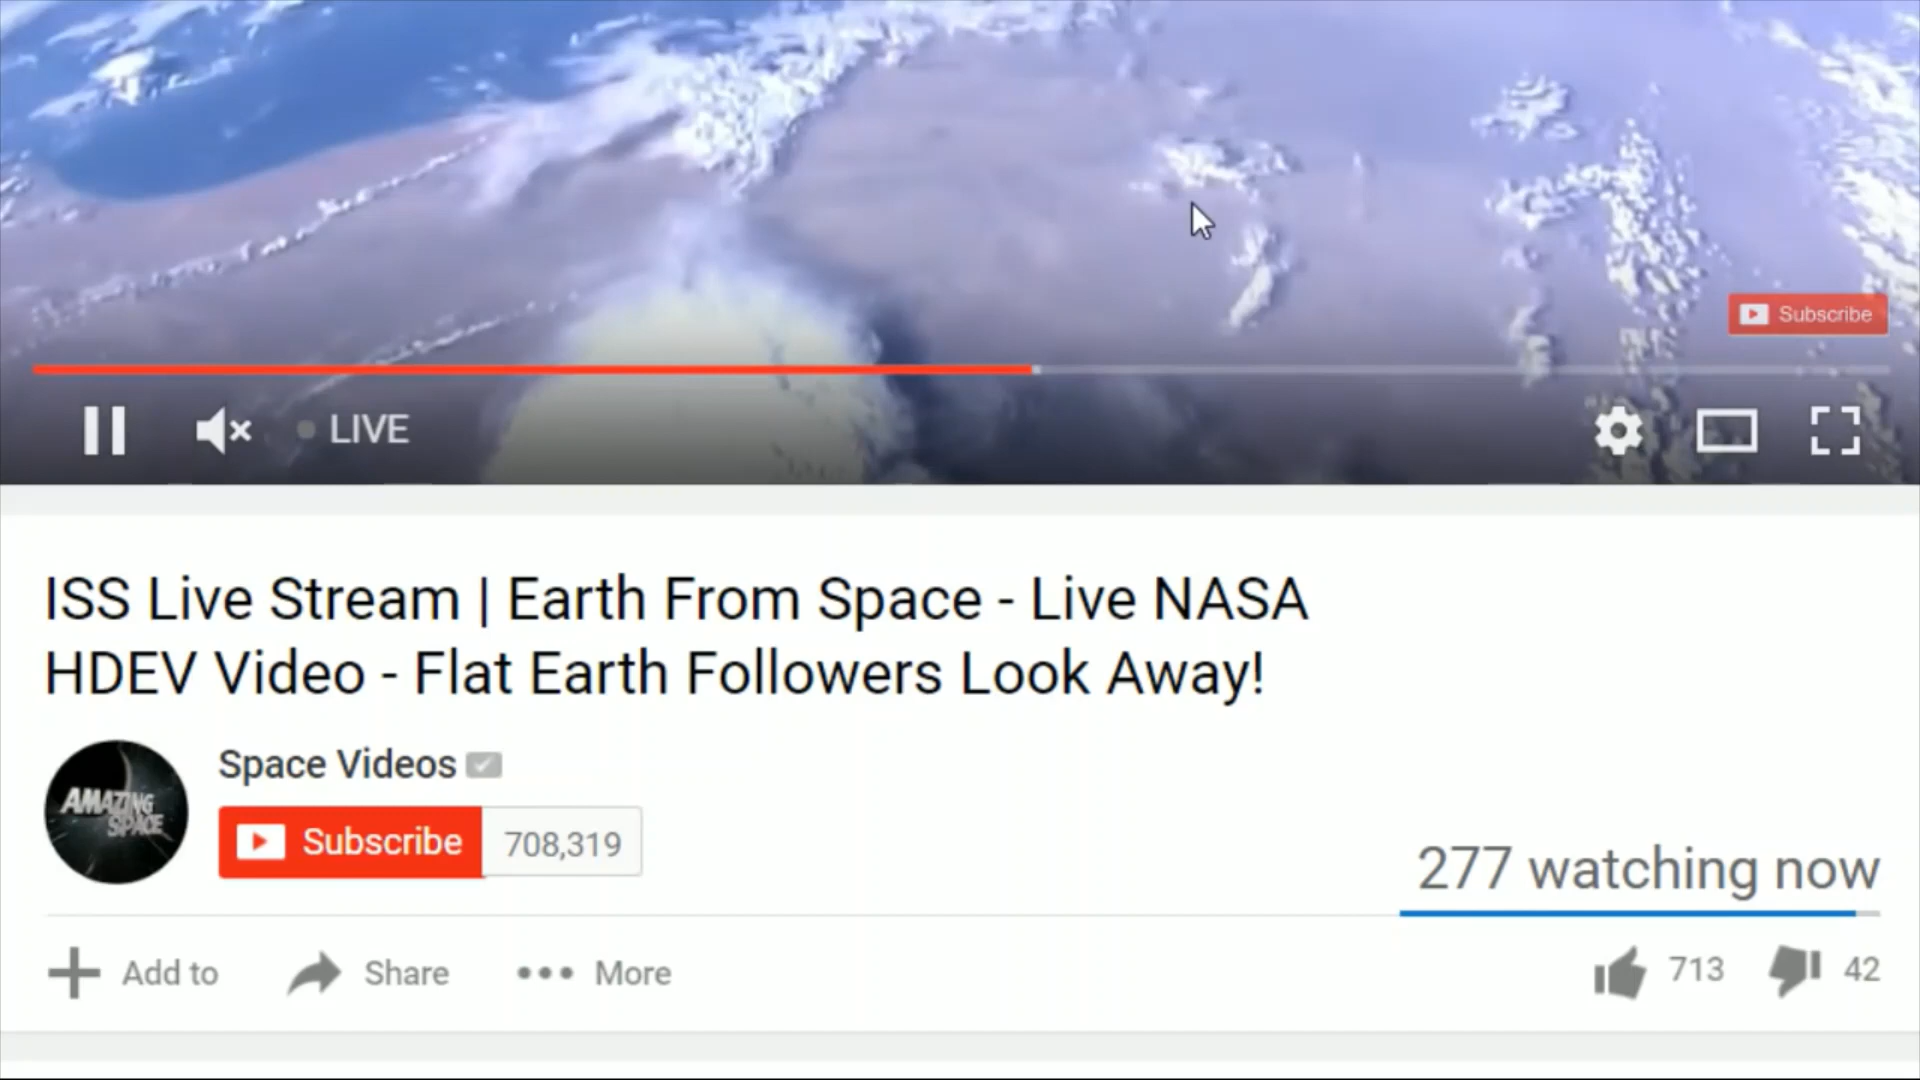 Subscribe
LIVE
ISS Live Stream | Earth From Space - Live NASA
HDEV Video - Flat Earth Followers Look Away!
AMAZING
SPACE
Space Videos
Subscribe 708,319
277 watching now
Add to Share More 713 42